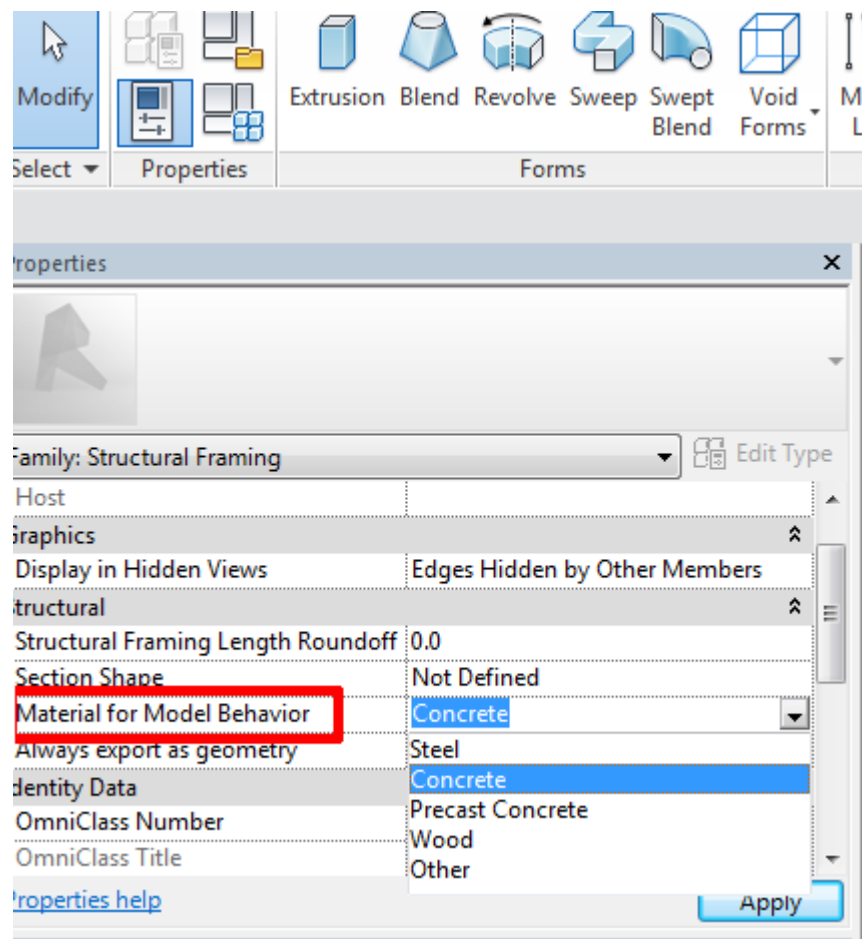 Modify
Extrusion Blend Revolve Sweep Swept Blend Void Forms
Select Properties Forms
Properties
Family: Structural Framing Edit Type
Host
Graphics
Display in Hidden Views Edges Hidden by Other Members
Structural
Structural Framing Length Roundoff 0.0
Section Shape Not Defined
Material for Model Behavior Concrete
Always export as geometry Steel
Concrete
Identity Data
Precast Concrete
OmniClass Number
Wood
OmniClass Title
Other
Properties help Apply